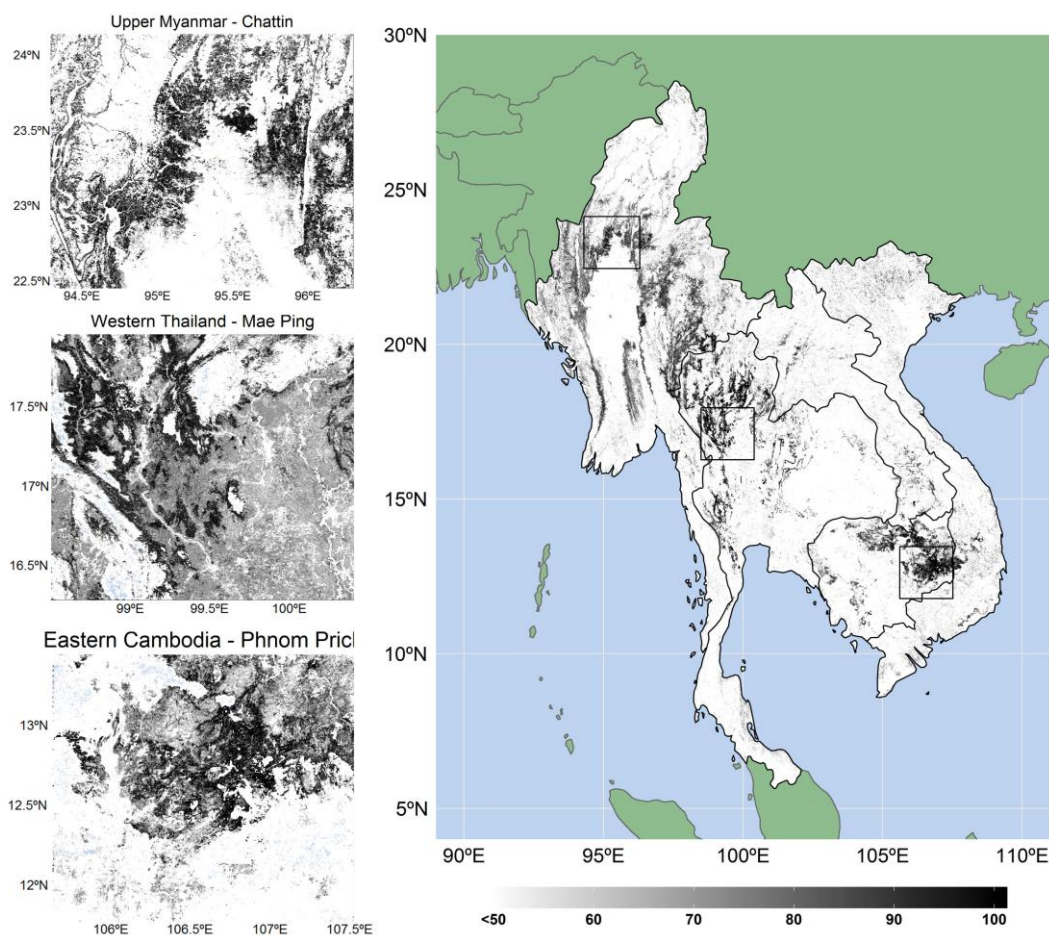 Upper Myanmar - Chattin
24ºN
23.5ºN
23ºN
22.5ºN
94.5ºE 95ºE 95.5ºE 96ºE
Western Thailand - Mae Ping
17.5ºN
17ºN
16.5ºN
99ºE 99.5ºE 100ºE
Eastern Cambodia - Phnom Pricl
13ºN
12.5ºN
12ºN
106ºE 106.5ºE 107ºE 107.5ºE
30ºN
25ºN
20ºN
15ºN
10ºN
5ºN
90ºE 95ºE 100ºE 105ºE 110ºE
<50 60 70 80 90 100